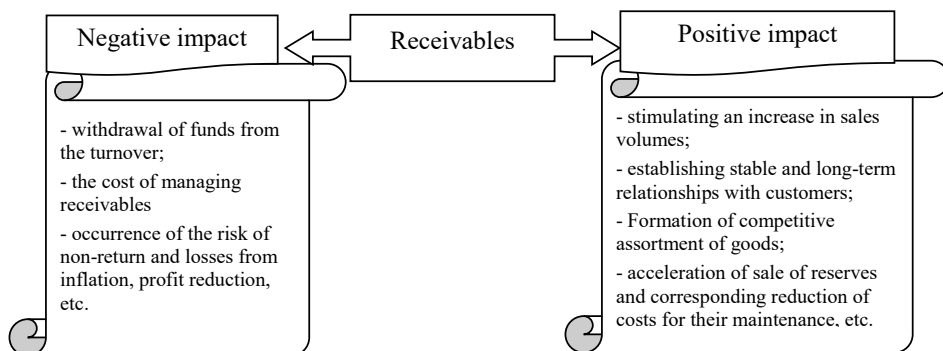 Negative impact
Receivables
Positive impact
- withdrawal of funds from
the turnover;
- the cost of managing
receivables
- occurrence of the risk of
non-return and losses from
inflation, profit reduction,
etc.
- stimulating an increase in sales
volumes;
- establishing stable and long-term
relationships with customers;
- Formation of competitive
assortment of goods;
- acceleration of sale of reserves
and corresponding reduction of
costs for their maintenance, etc.